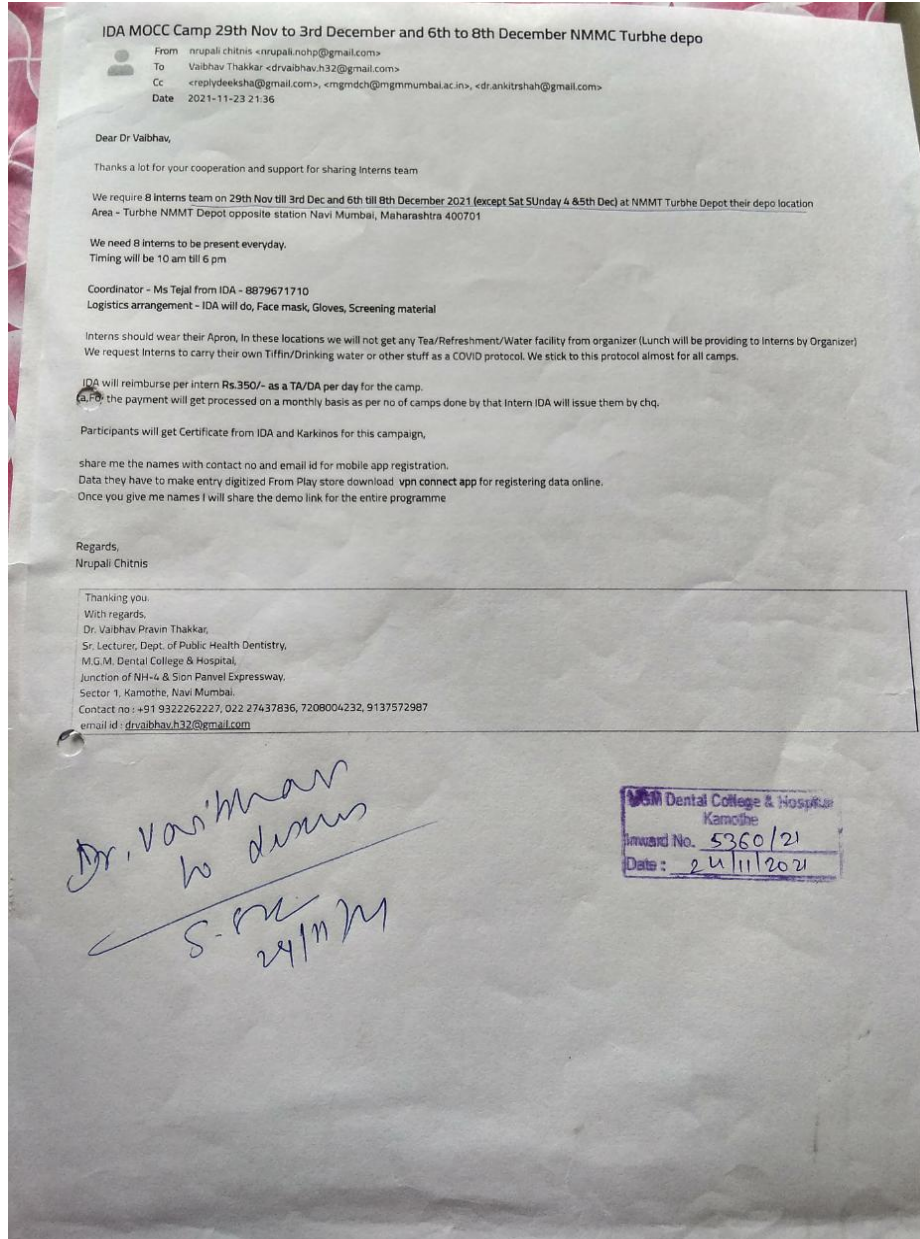 IDA MOCC Camp 29th Nov to 3rd December and 6th to 8th December NMMC Turbhe depo
From nrupali chitnis <nrupali.nohp@gmail.com>
To Vaibhav Thakkar <drvaibhav.h32@gmail.com>
Cc <replydeeksha@gmail.com>, <mgmdch@mgmmumbai.ac.in>, <dr.ankitrshah@gmail.com>
Date 2021-11-23 21:36
Dear Dr Vaibhav,
Thanks a lot for your cooperation and support for sharing Interns team
We require 8 interns team on 29th Nov till 3rd Dec and 6th till 8th December 2021 (except Sat SUnday 4 &5th Dec) at NMMT Turbhe Depot their depo location
Area - Turbhe NMMT Depot opposite station Navi Mumbai, Maharashtra 400701
We need 8 interns to be present everyday.
Timing will be 10 am till 6 pm
Coordinator - Ms Tejal from IDA - 8879671710
Logistics arrangement - IDA will do, Face mask, Gloves, Screening material
Interns should wear their Apron, In these locations we will not get any Tea/Refreshment/Water facility from organizer (Lunch will be providing to Interns by Organizer)
We request Interns to carry their own Tiffin/Drinking water or other stuff as a COVID protocol. We stick to this protocol almost for all camps.
IDA will reimburse per intern Rs.350/- as a TA/DA per day for the camp.
the payment will get processed on a monthly basis as per no of camps done by that Intern IDA will issue them by chq.
Participants will get Certificate from IDA and Karkinos for this campaign,
share me the names with contact no and email id for mobile app registration.
Data they have to make entry digitized From Play store download vpn connect app for registering data online.
Once you give me names I will share the demo link for the entire programme
Regards,
Nrupali Chitnis
Thanking you.
With regards,
Dr. Vaibhav Pravin Thakkar,
Sr. Lecturer, Dept. of Public Health Dentistry,
M.G.M. Dental College & Hospital,
Junction of NH-4 & Sion Panvel Expressway,
Sector 1, Kamothe, Navi Mumbai.
Contact no : +91 9322262227, 022 27437836, 7208004232, 9137572987
email id : drvaibhav.h32@gmail.com
Dr. Vaibhav
to discus
24/11/21
MGM Dental College & Hospital
Kamothe
Inward No. 5360/21
Date : 24/11/2021